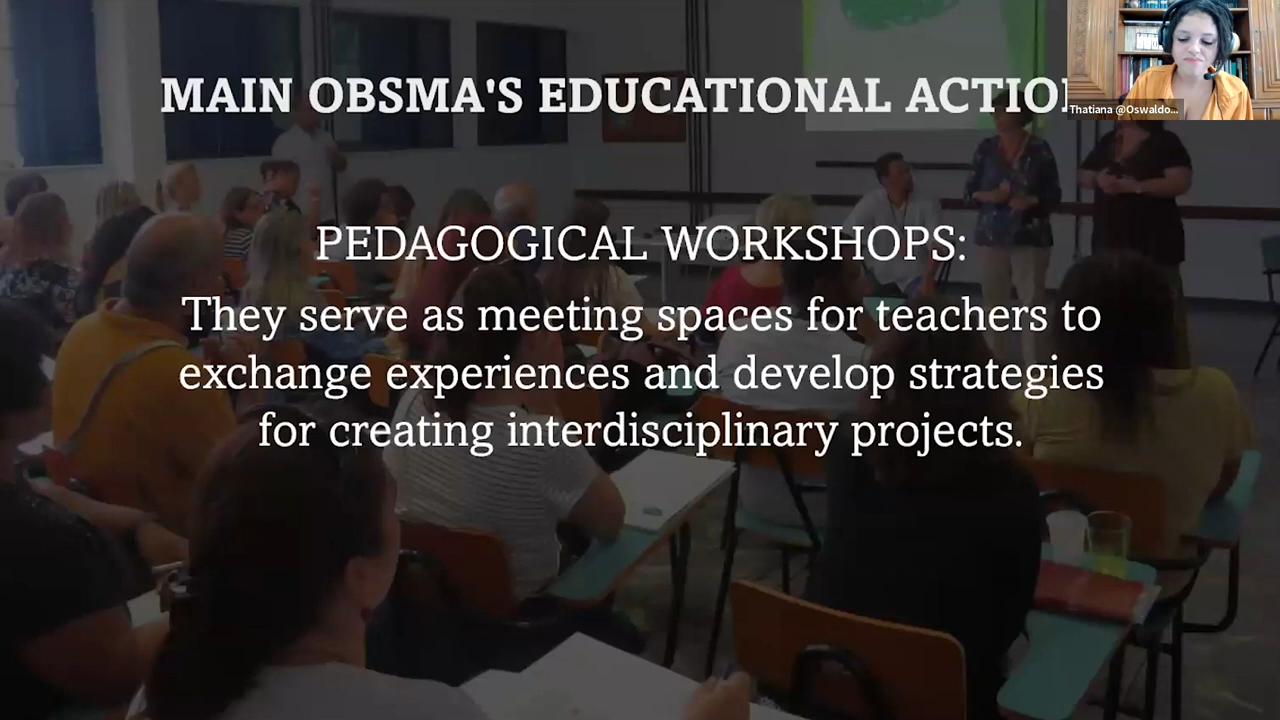 MAIN OBSMA'S EDUCATIONAL ACTIO
Thatiana @Oswaldo...
PEDAGOGICAL WORKSHOPS:
They serve as meeting spaces for teachers to
exchange experiences and develop strategies
for creating interdisciplinary projects.